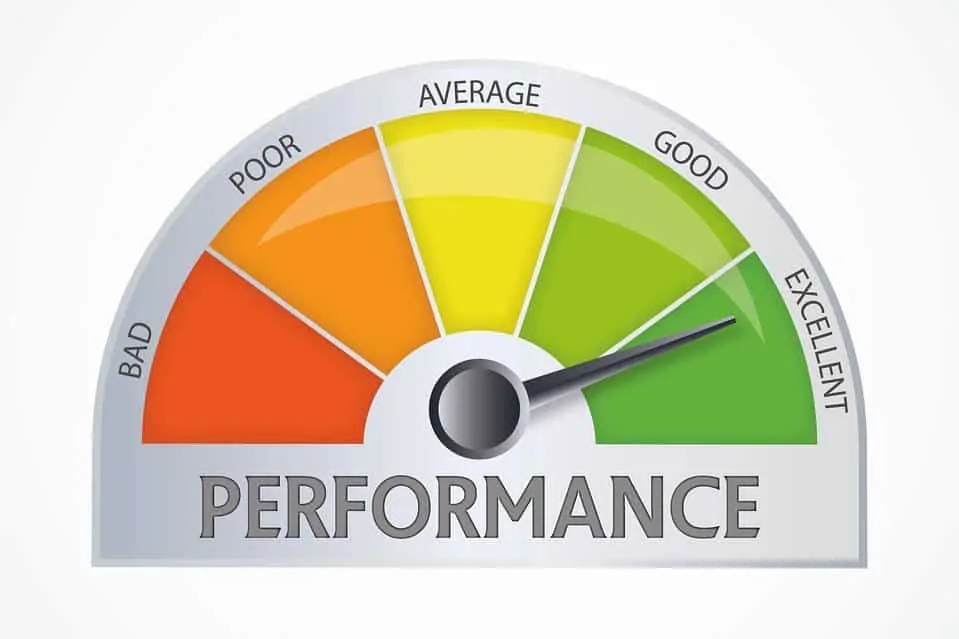 BAD
POOR
AVERAGE
GOOD
EXCELLENT
PERFORMANCE